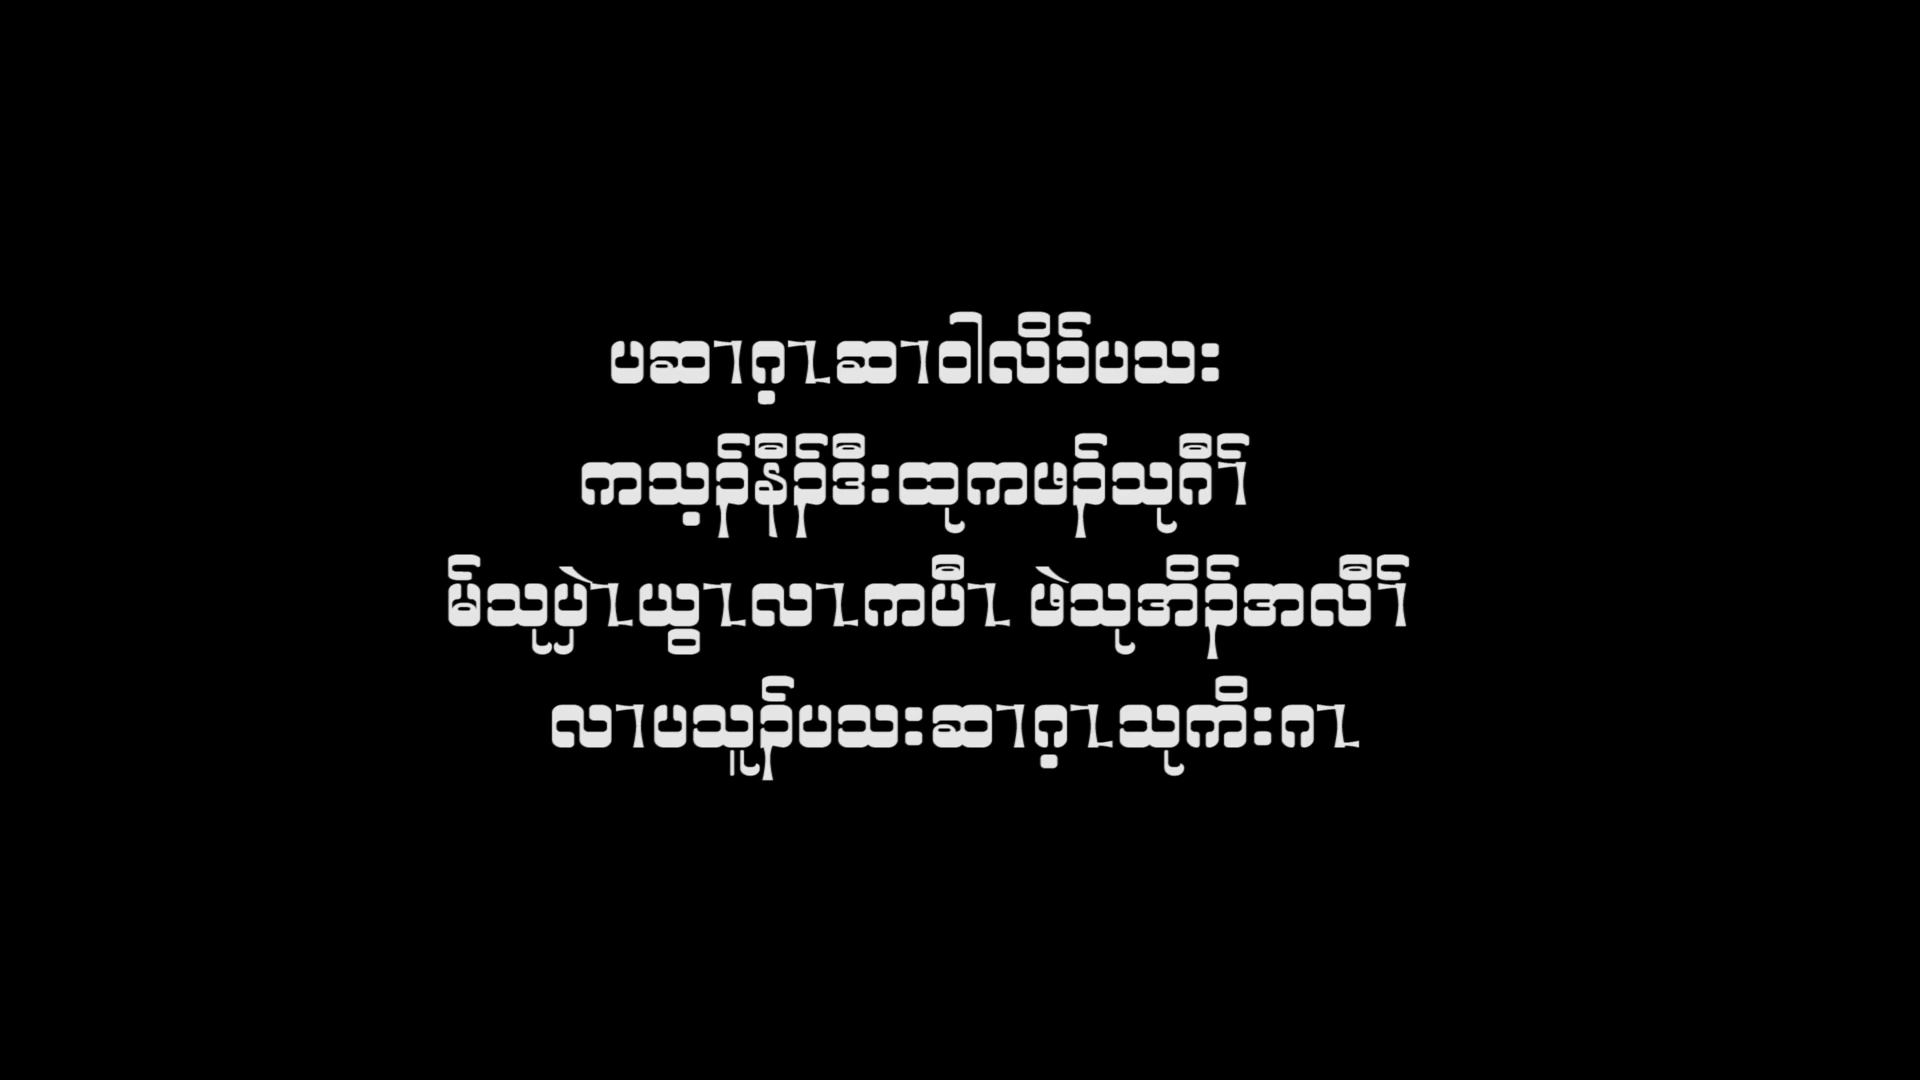 ပဆၢဂ့ၤဆၢဝါလိာ်ပသး
ကသ့ၣ်နီၣ်ဒီးထုကဖၣ်သုဂီၢ်
မ်သုပှဲၤယွၤလၤကပီၤ ဖဲသုအိၣ်အလီၢ်
လၢပသူၣ်ပသးဆၢဂ့ၤသုကိးဂၤ